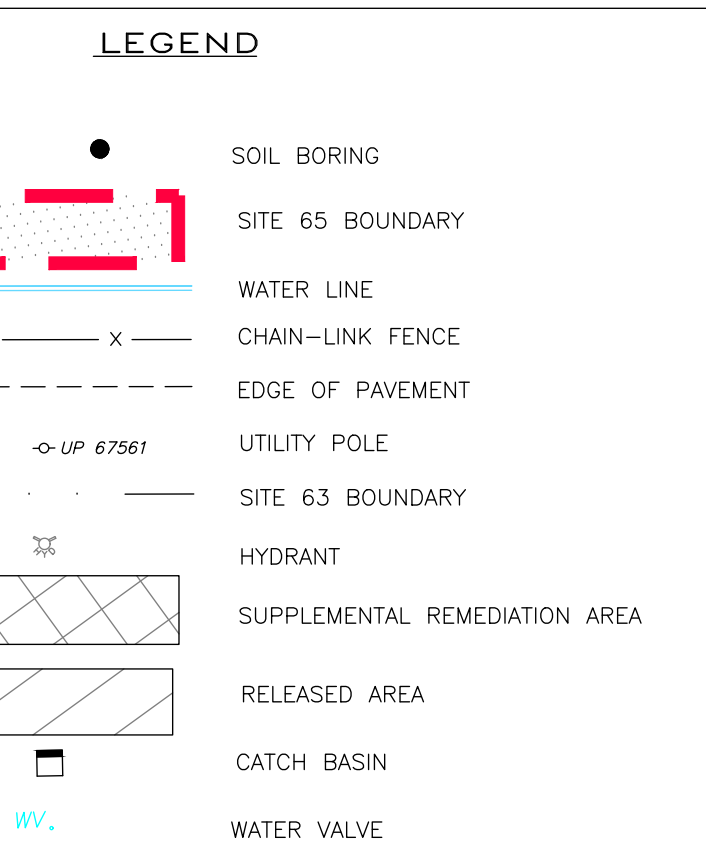 LEGEND
SOIL BORING
SITE 65 BOUNDARY
WATER LINE
X CHAIN-LINK FENCE
EDGE OF PAVEMENT
UP 67561 UTILITY POLE
SITE 63 BOUNDARY
HYDRANT
SUPPLEMENTAL REMEDIATION AREA
RELEASED AREA
CATCH BASIN
WV. WATER VALVE